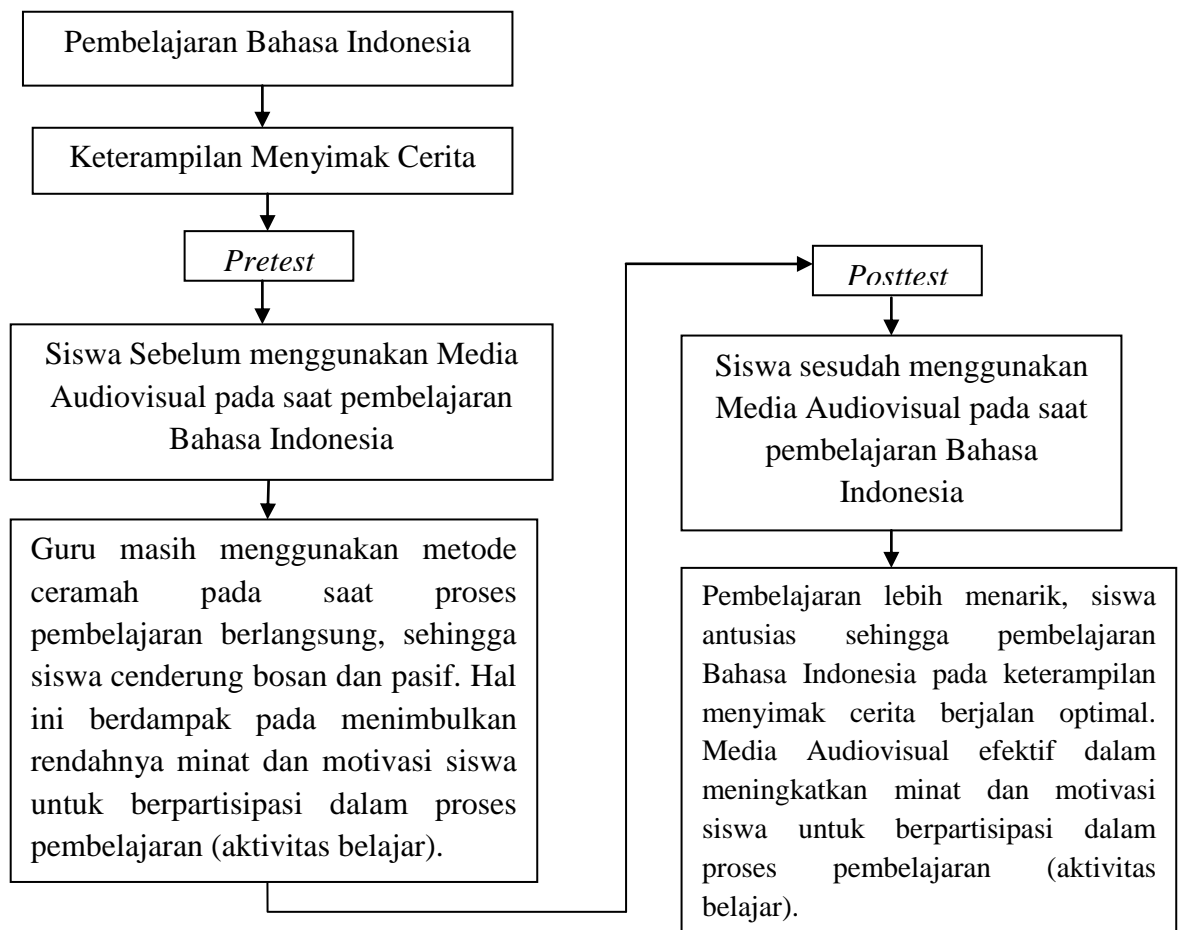 Pembelajaran Bahasa Indonesia
Keterampilan Menyimak Cerita
Pretest
Siswa Sebelum menggunakan Media
Audiovisual pada saat pembelajaran
Bahasa Indonesia
Guru masih menggunakan metode
ceramah pada saat proses
pembelajaran berlangsung, sehingga
siswa cenderung bosan dan pasif. Hal
ini berdampak pada menimbulkan
rendahnya minat dan motivasi siswa
untuk berpartisipasi dalam proses
pembelajaran (aktivitas belajar).
Posttest
Siswa sesudah menggunakan
Media Audiovisual pada saat
pembelajaran Bahasa
Indonesia
Pembelajaran lebih menarik, siswa
antusias sehingga pembelajaran
Bahasa Indonesia pada keterampilan
menyimak cerita berjalan optimal.
Media Audiovisual efektif dalam
meningkatkan minat dan motivasi
siswa untuk berpartisipasi dalam
proses pembelajaran (aktivitas
belajar).